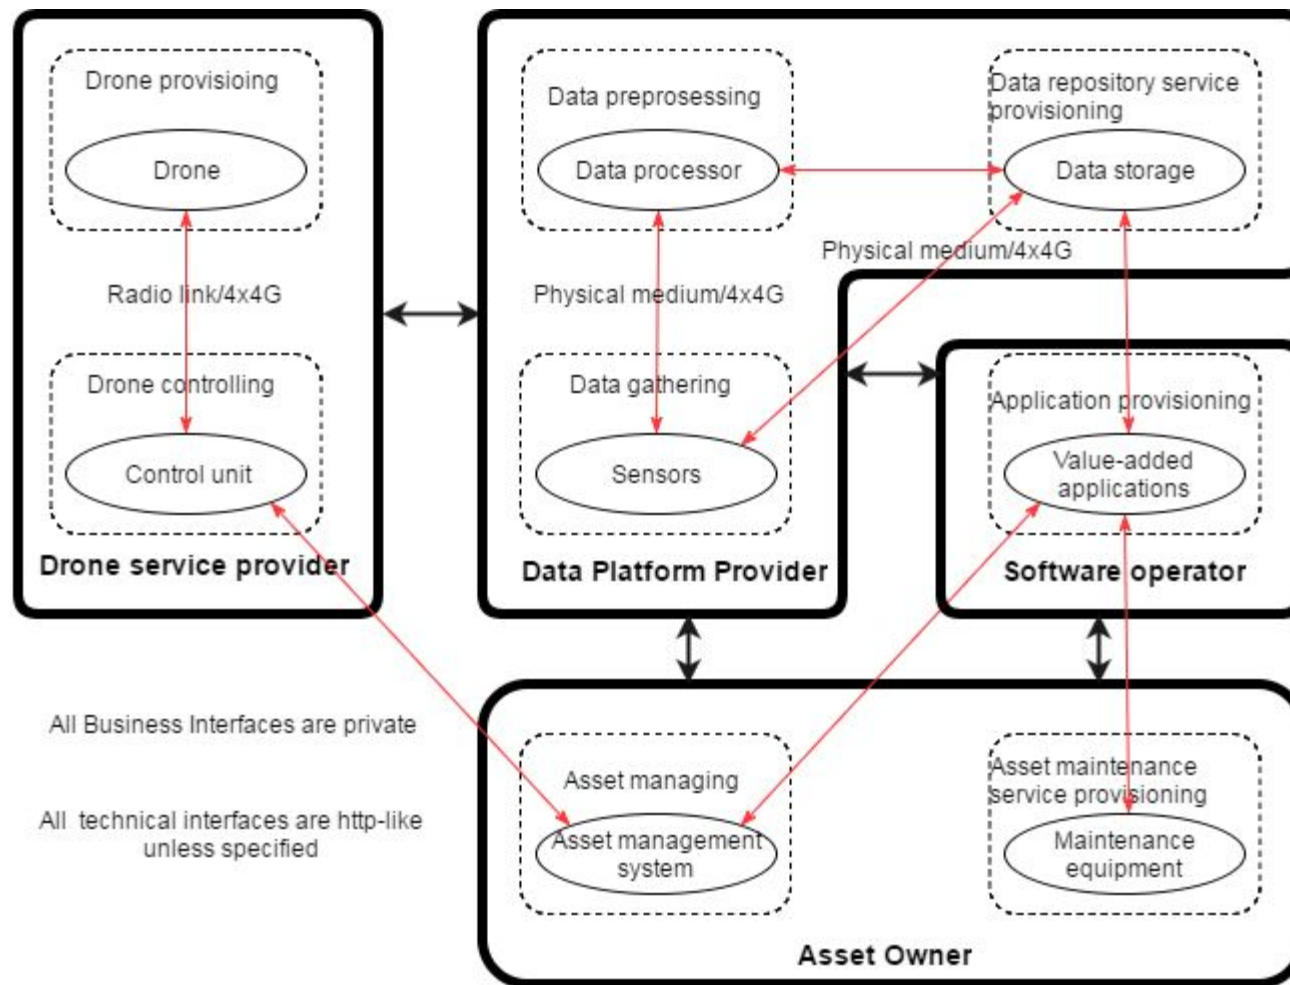 Drone provisioing
Drone
Radio link/4x4G
Drone controlling
Control unit
Drone service provider
Data preprosessing
Data processor
Physical medium/4x4G
Data gathering
Sensors
Data Platform Provider
Data repository service
provisioning
Data storage
Physical medium/4x4G
Application provisioning
Value-added
applications
Software operator
All Business Interfaces are private
All technical interfaces are http-like
unless specified
Asset managing
Asset management
system
Asset maintenance
service provisioning
Maintenance
equipment
Asset Owner